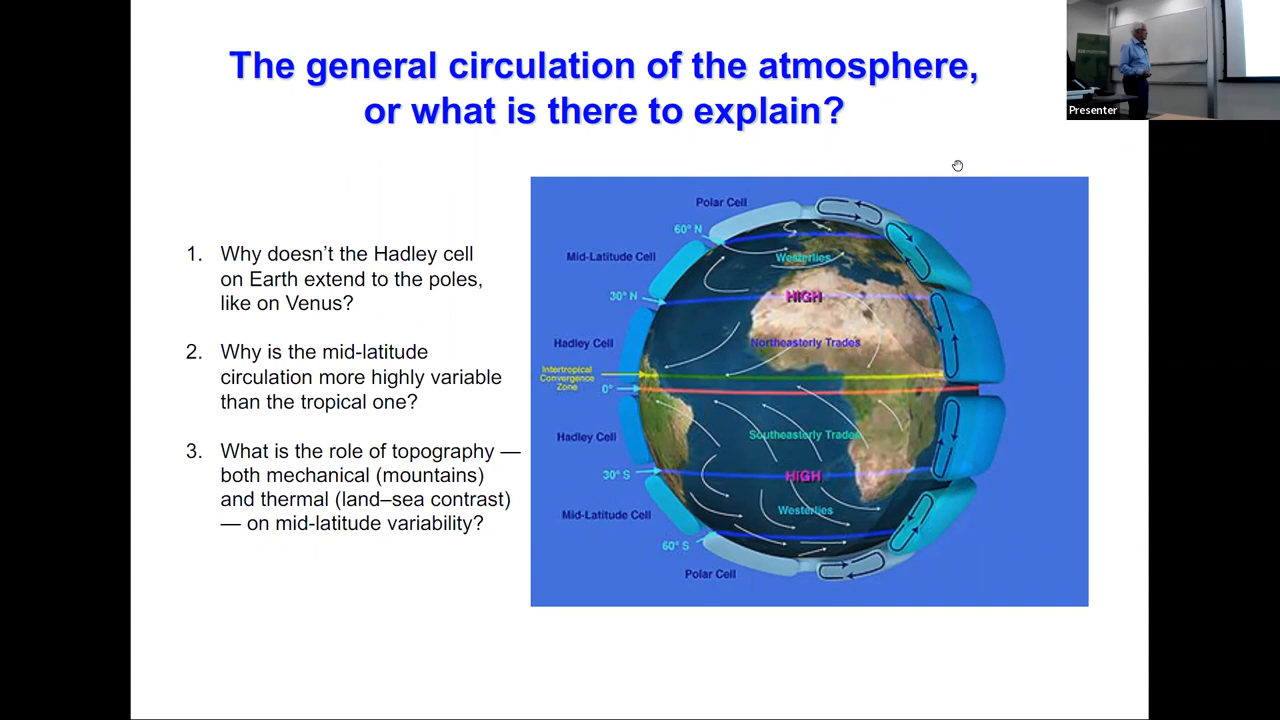 The general circulation of the atmosphere,
or what is there to explain?
Presenter
1. Why doesn’t the Hadley cell
on Earth extend to the poles,
like on Venus?
2. Why is the mid-latitude
circulation more highly variable
than the tropical one?
3. What is the role of topography —
both mechanical (mountains)
and thermal (land–sea contrast)
— on mid-latitude variability?
Polar Cell
60° N
Mid-Latitude Cell
Westerlies
30° N
HIGH
Hadley Cell
Northeasterly Trades
Intertropical
Convergence
Zone
0°
Hadley Cell
Southeasterly Trades
30° S
HIGH
Mid-Latitude Cell
Westerlies
60° S
Polar Cell